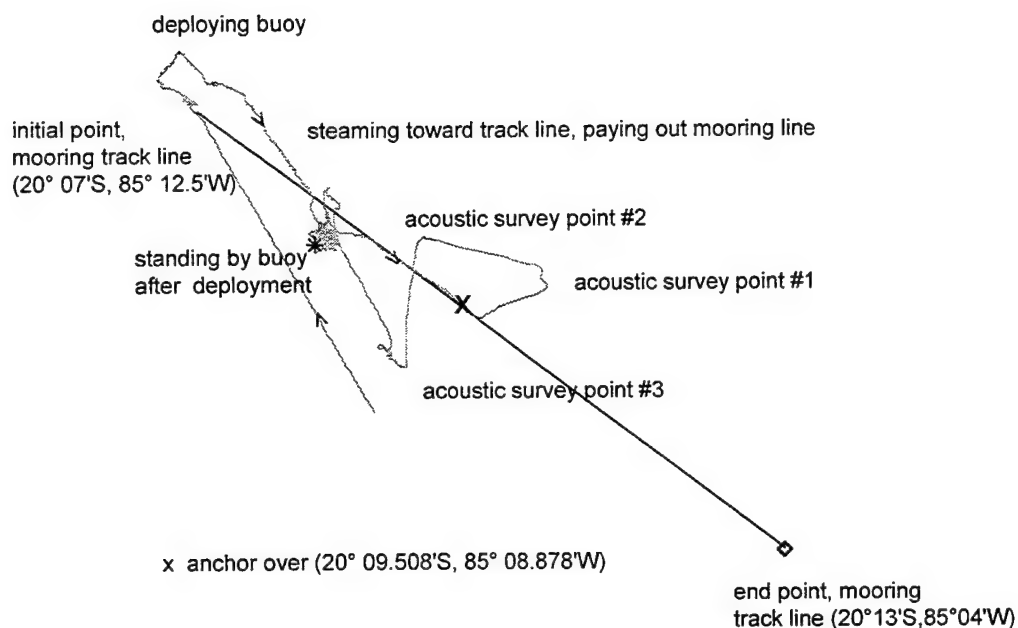 deploying buoy
initial point,
mooring track line
(20° 07'S, 85° 12.5'W)
steaming toward track line, paying out mooring line
acoustic survey point #2
standing by buoy
after deployment
acoustic survey point #1
X
acoustic survey point #3
x anchor over (20° 09.508'S, 85° 08.878'W)
end point, mooring
track line (20°13'S,85°04'W)